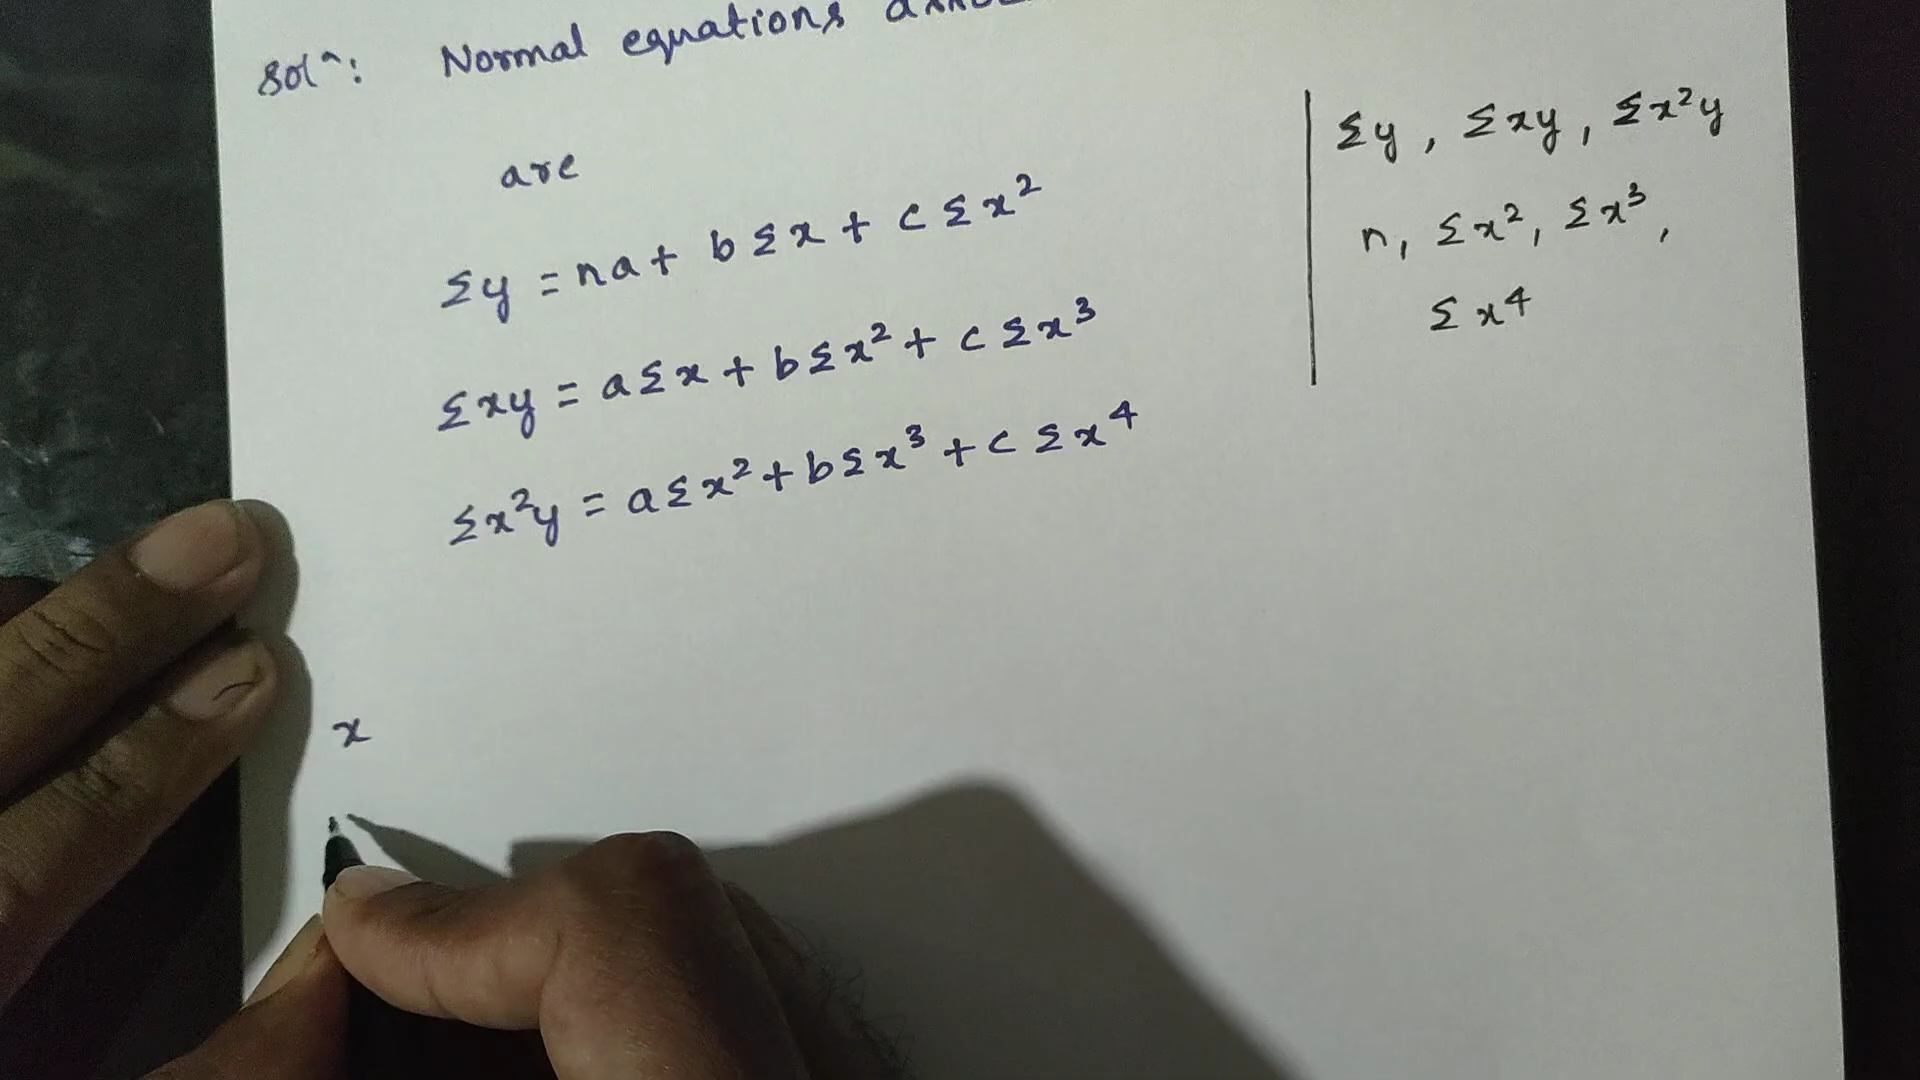 Solⁿ: Normal equations
are
Σy = na + bΣx + cΣx²
Σxy = aΣx + bΣx² + cΣx³
Σx²y = aΣx² + bΣx³ + cΣx⁴
Σy, Σxy, Σx²y
n, Σx², Σx³,
Σx⁴
x